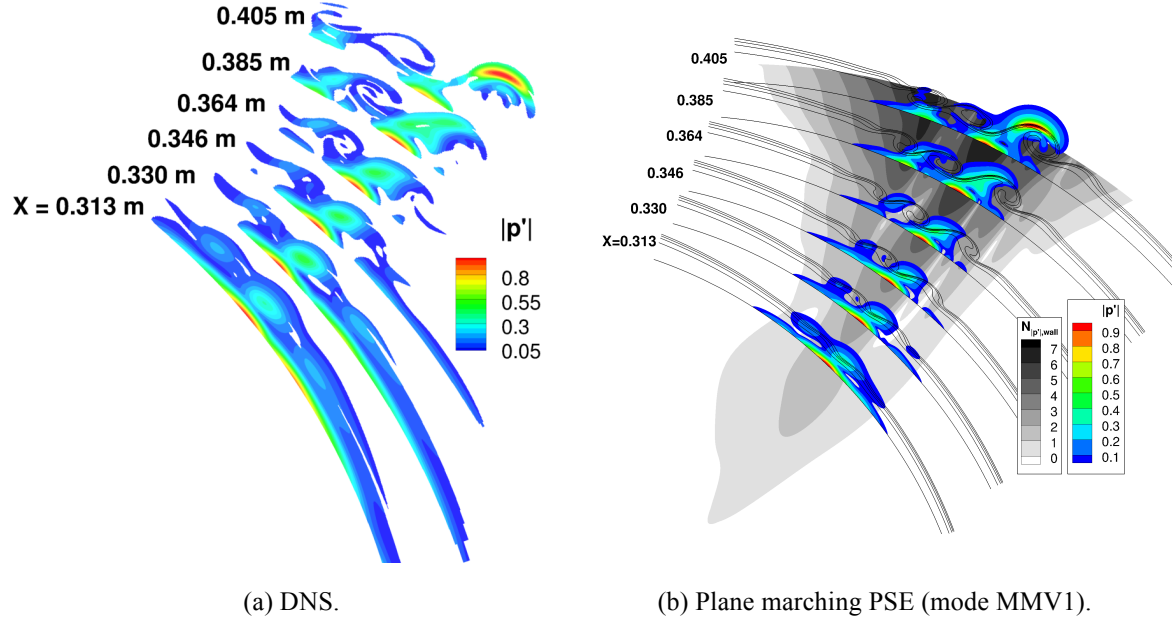 0.405 m
0.385 m
0.364 m
0.346 m
0.330 m
X = 0.313 m
|p'|
0.8
0.55
0.3
0.05
(a) DNS.
0.405
0.385
0.364
0.346
0.330
X=0.313
N|p'|,wall
7
6
5
4
3
2
1
0
|p'|
0.9
0.8
0.7
0.6
0.5
0.4
0.3
0.2
0.1
(b) Plane marching PSE (mode MMV1).